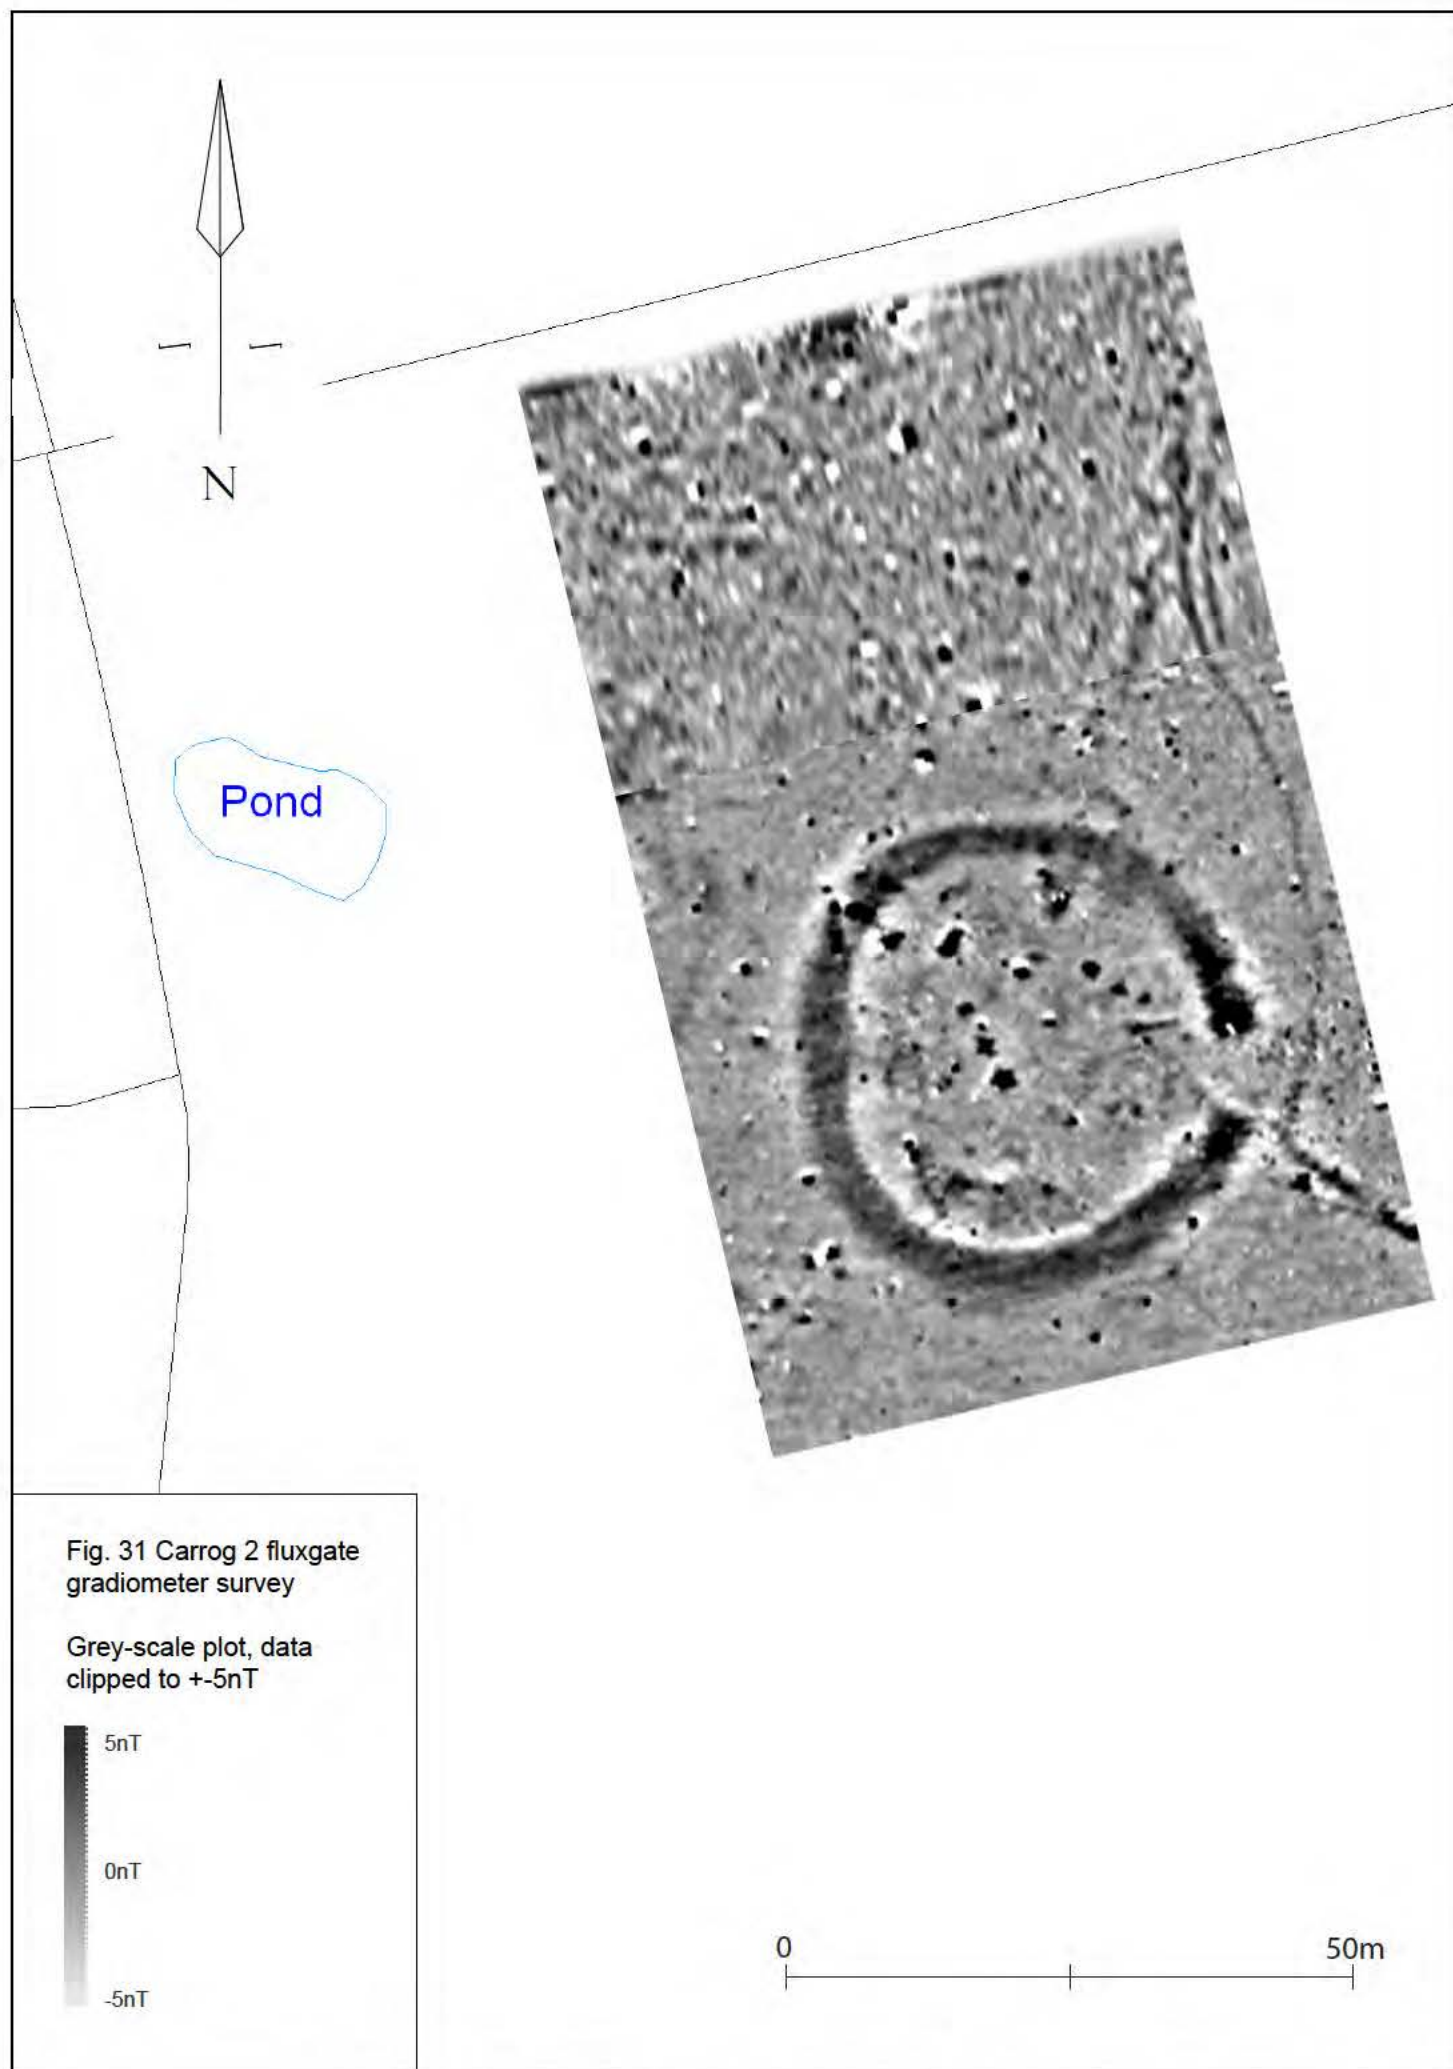 N
Pond
Fig. 31 Carrog 2 fluxgate
gradiometer survey
Grey-scale plot, data
clipped to +-5nT
5nT
0nT
-5nT
0
50m